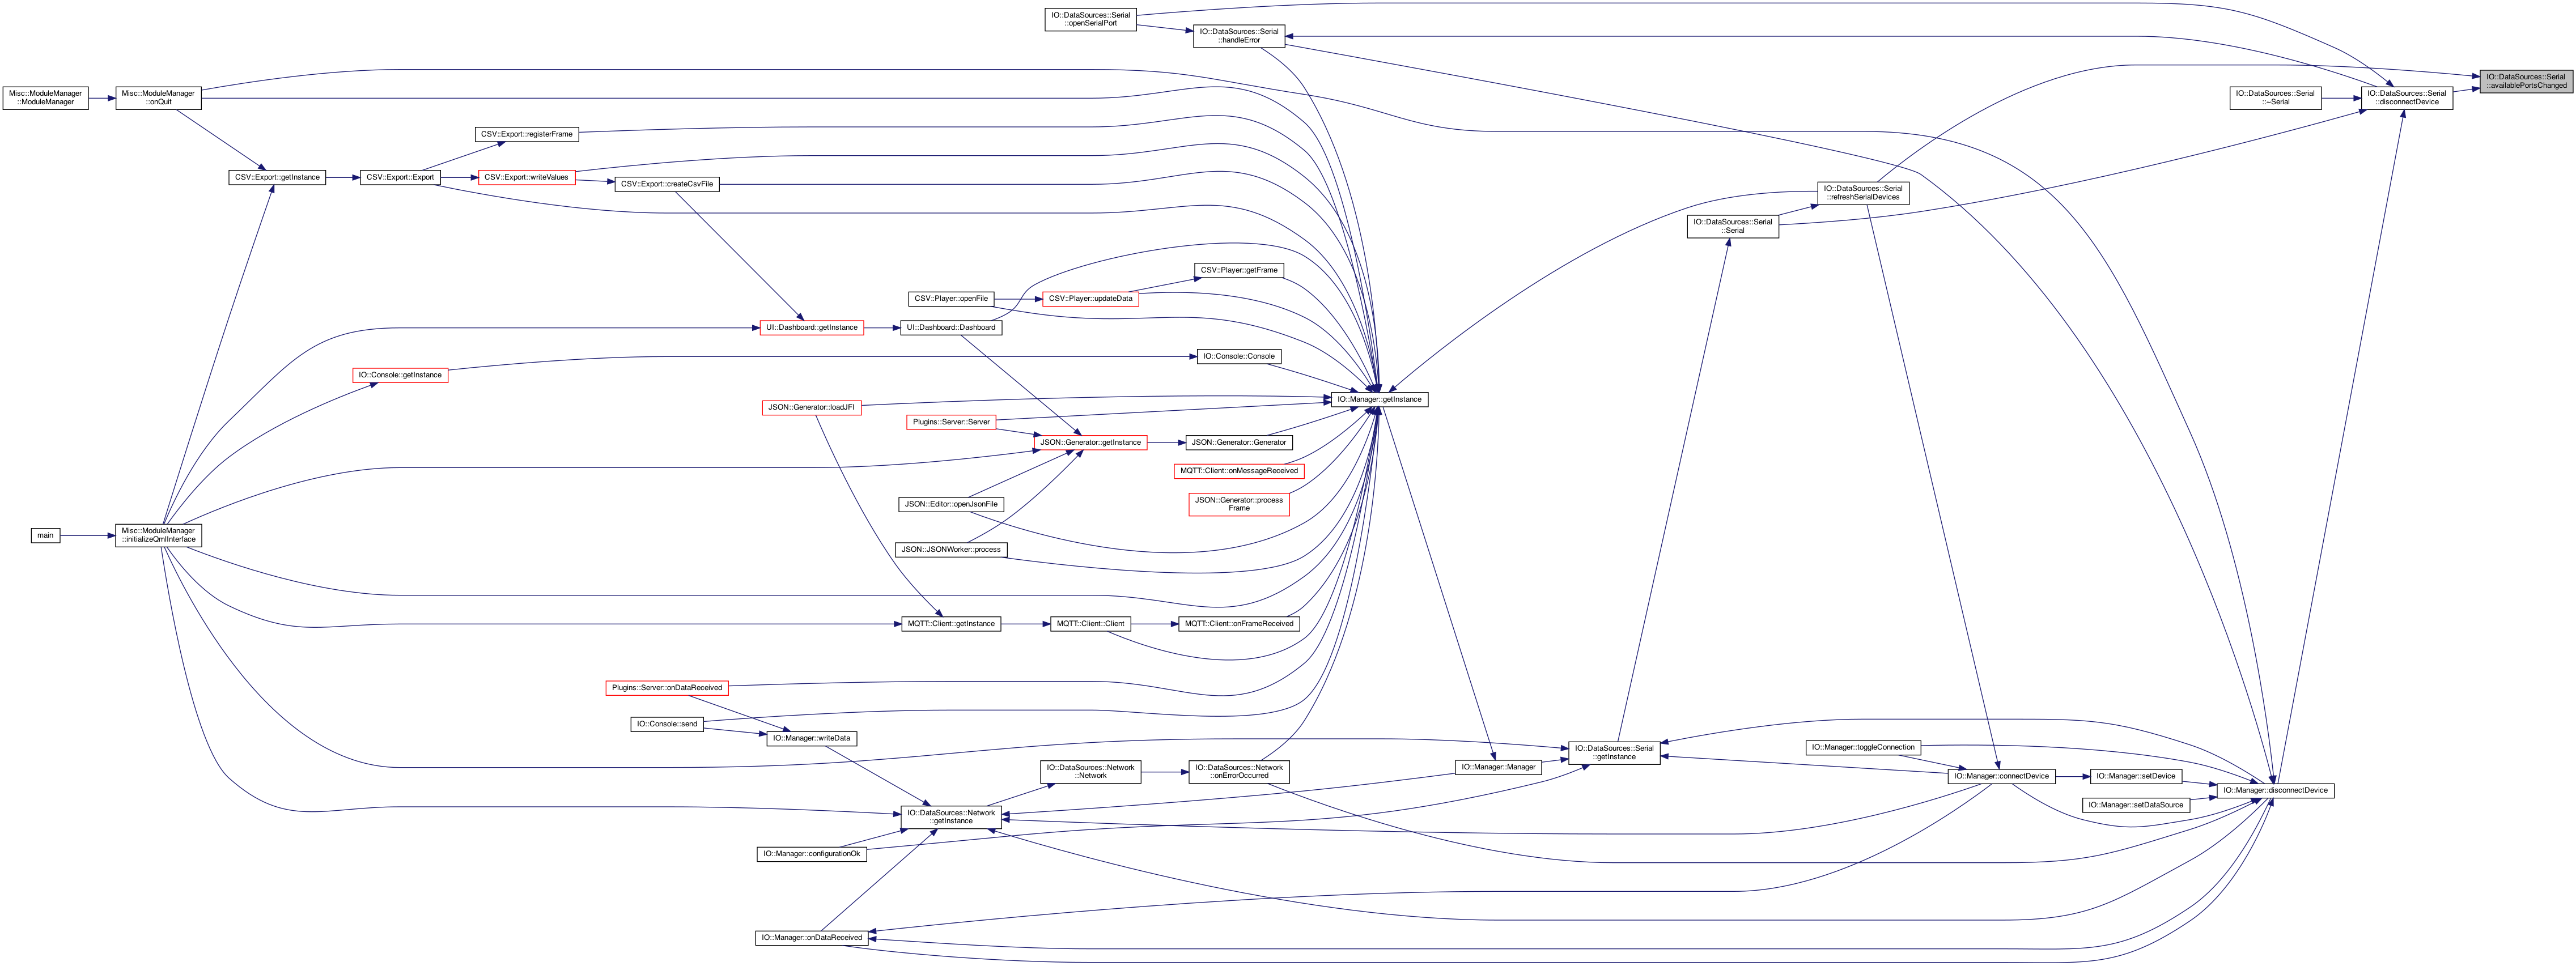 IO::DataSources::Serial
::openSerialPort
IO::DataSources::Serial
::handleError
IO::DataSources::Serial
::availablePortsChanged
Misc::ModuleManager
::ModuleManager
Misc::ModuleManager
::onQuit
IO::DataSources::Serial
::~Serial
IO::DataSources::Serial
::disconnectDevice
CSV::Export::registerFrame
CSV::Export::getInstance
CSV::Export::Export
CSV::Export::writeValues
CSV::Export::createCsvFile
IO::DataSources::Serial
::refreshSerialDevices
IO::DataSources::Serial
::Serial
CSV::Player::getFrame
CSV::Player::openFile
CSV::Player::updateData
UI::Dashboard::getInstance
UI::Dashboard::Dashboard
IO::Console::Console
IO::Console::getInstance
IO::Manager::getInstance
JSON::Generator::loadJFI
Plugins::Server::Server
JSON::Generator::getInstance
JSON::Generator::Generator
MQTT::Client::onMessageReceived
JSON::Editor::openJsonFile
JSON::Generator::process
Frame
main
Misc::ModuleManager
::initializeQmlInterface
JSON::JSONWorker::process
MQTT::Client::getInstance
MQTT::Client::Client
MQTT::Client::onFrameReceived
Plugins::Server::onDataReceived
IO::Console::send
IO::Manager::writeData
IO::DataSources::Serial
::getInstance
IO::Manager::toggleConnection
IO::DataSources::Network
::Network
IO::DataSources::Network
::onErrorOccurred
IO::Manager::Manager
IO::Manager::connectDevice
IO::Manager::setDevice
IO::Manager::disconnectDevice
IO::Manager::setDataSource
IO::DataSources::Network
::getInstance
IO::Manager::configurationOk
IO::Manager::onDataReceived